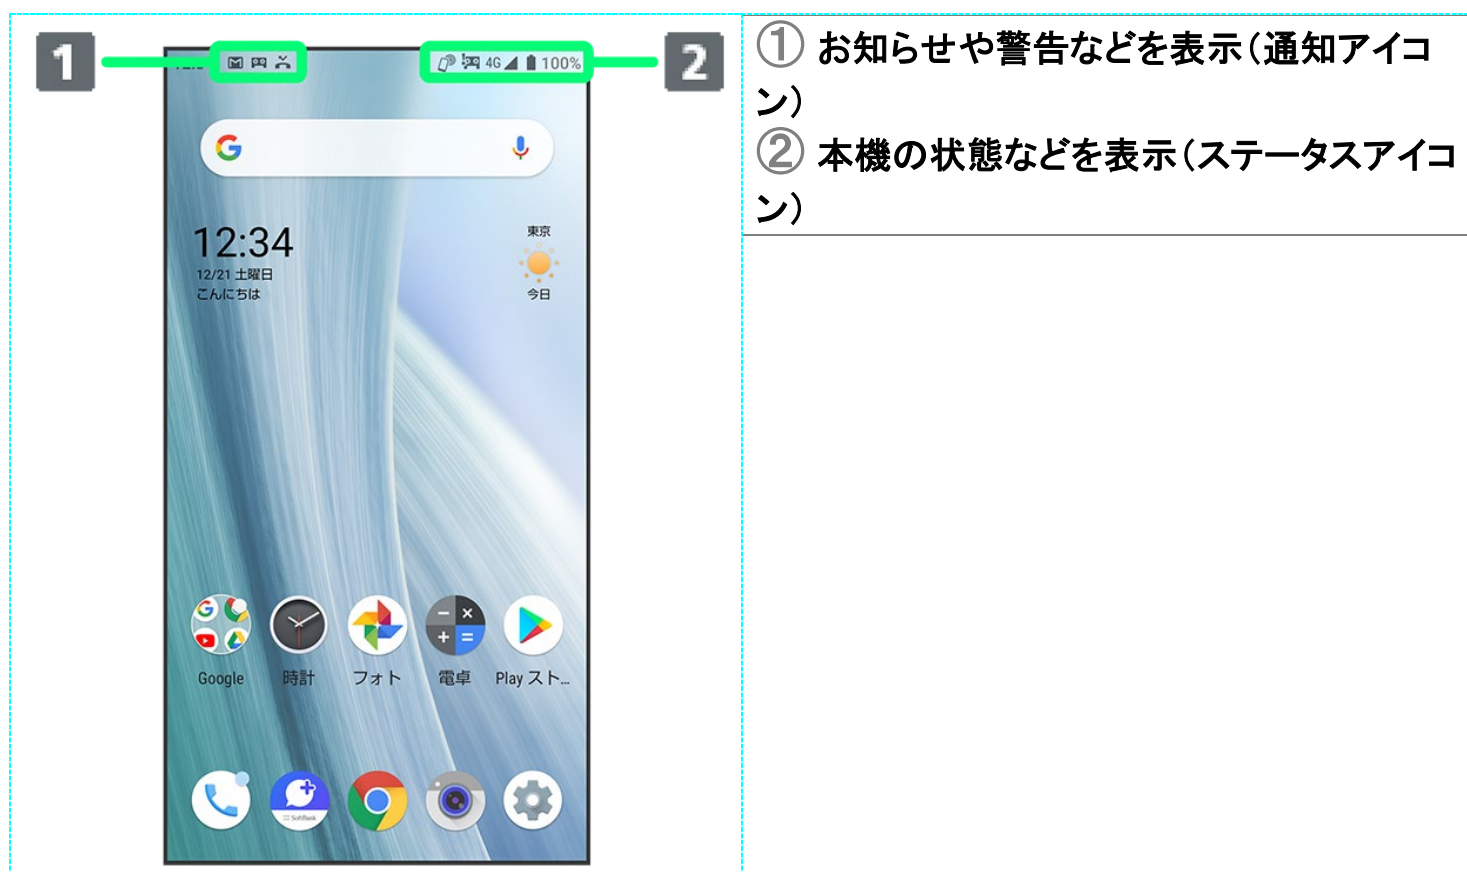 1
2
4G 100%
① お知らせや警告などを表示(通知アイコ
ン)
② 本機の状態などを表示(ステータスアイコ
ン)
12:34
12/21 土曜日
こんにちは
東京
今日
Google 時計 フォト 電卓 Play スト...
SoftBank